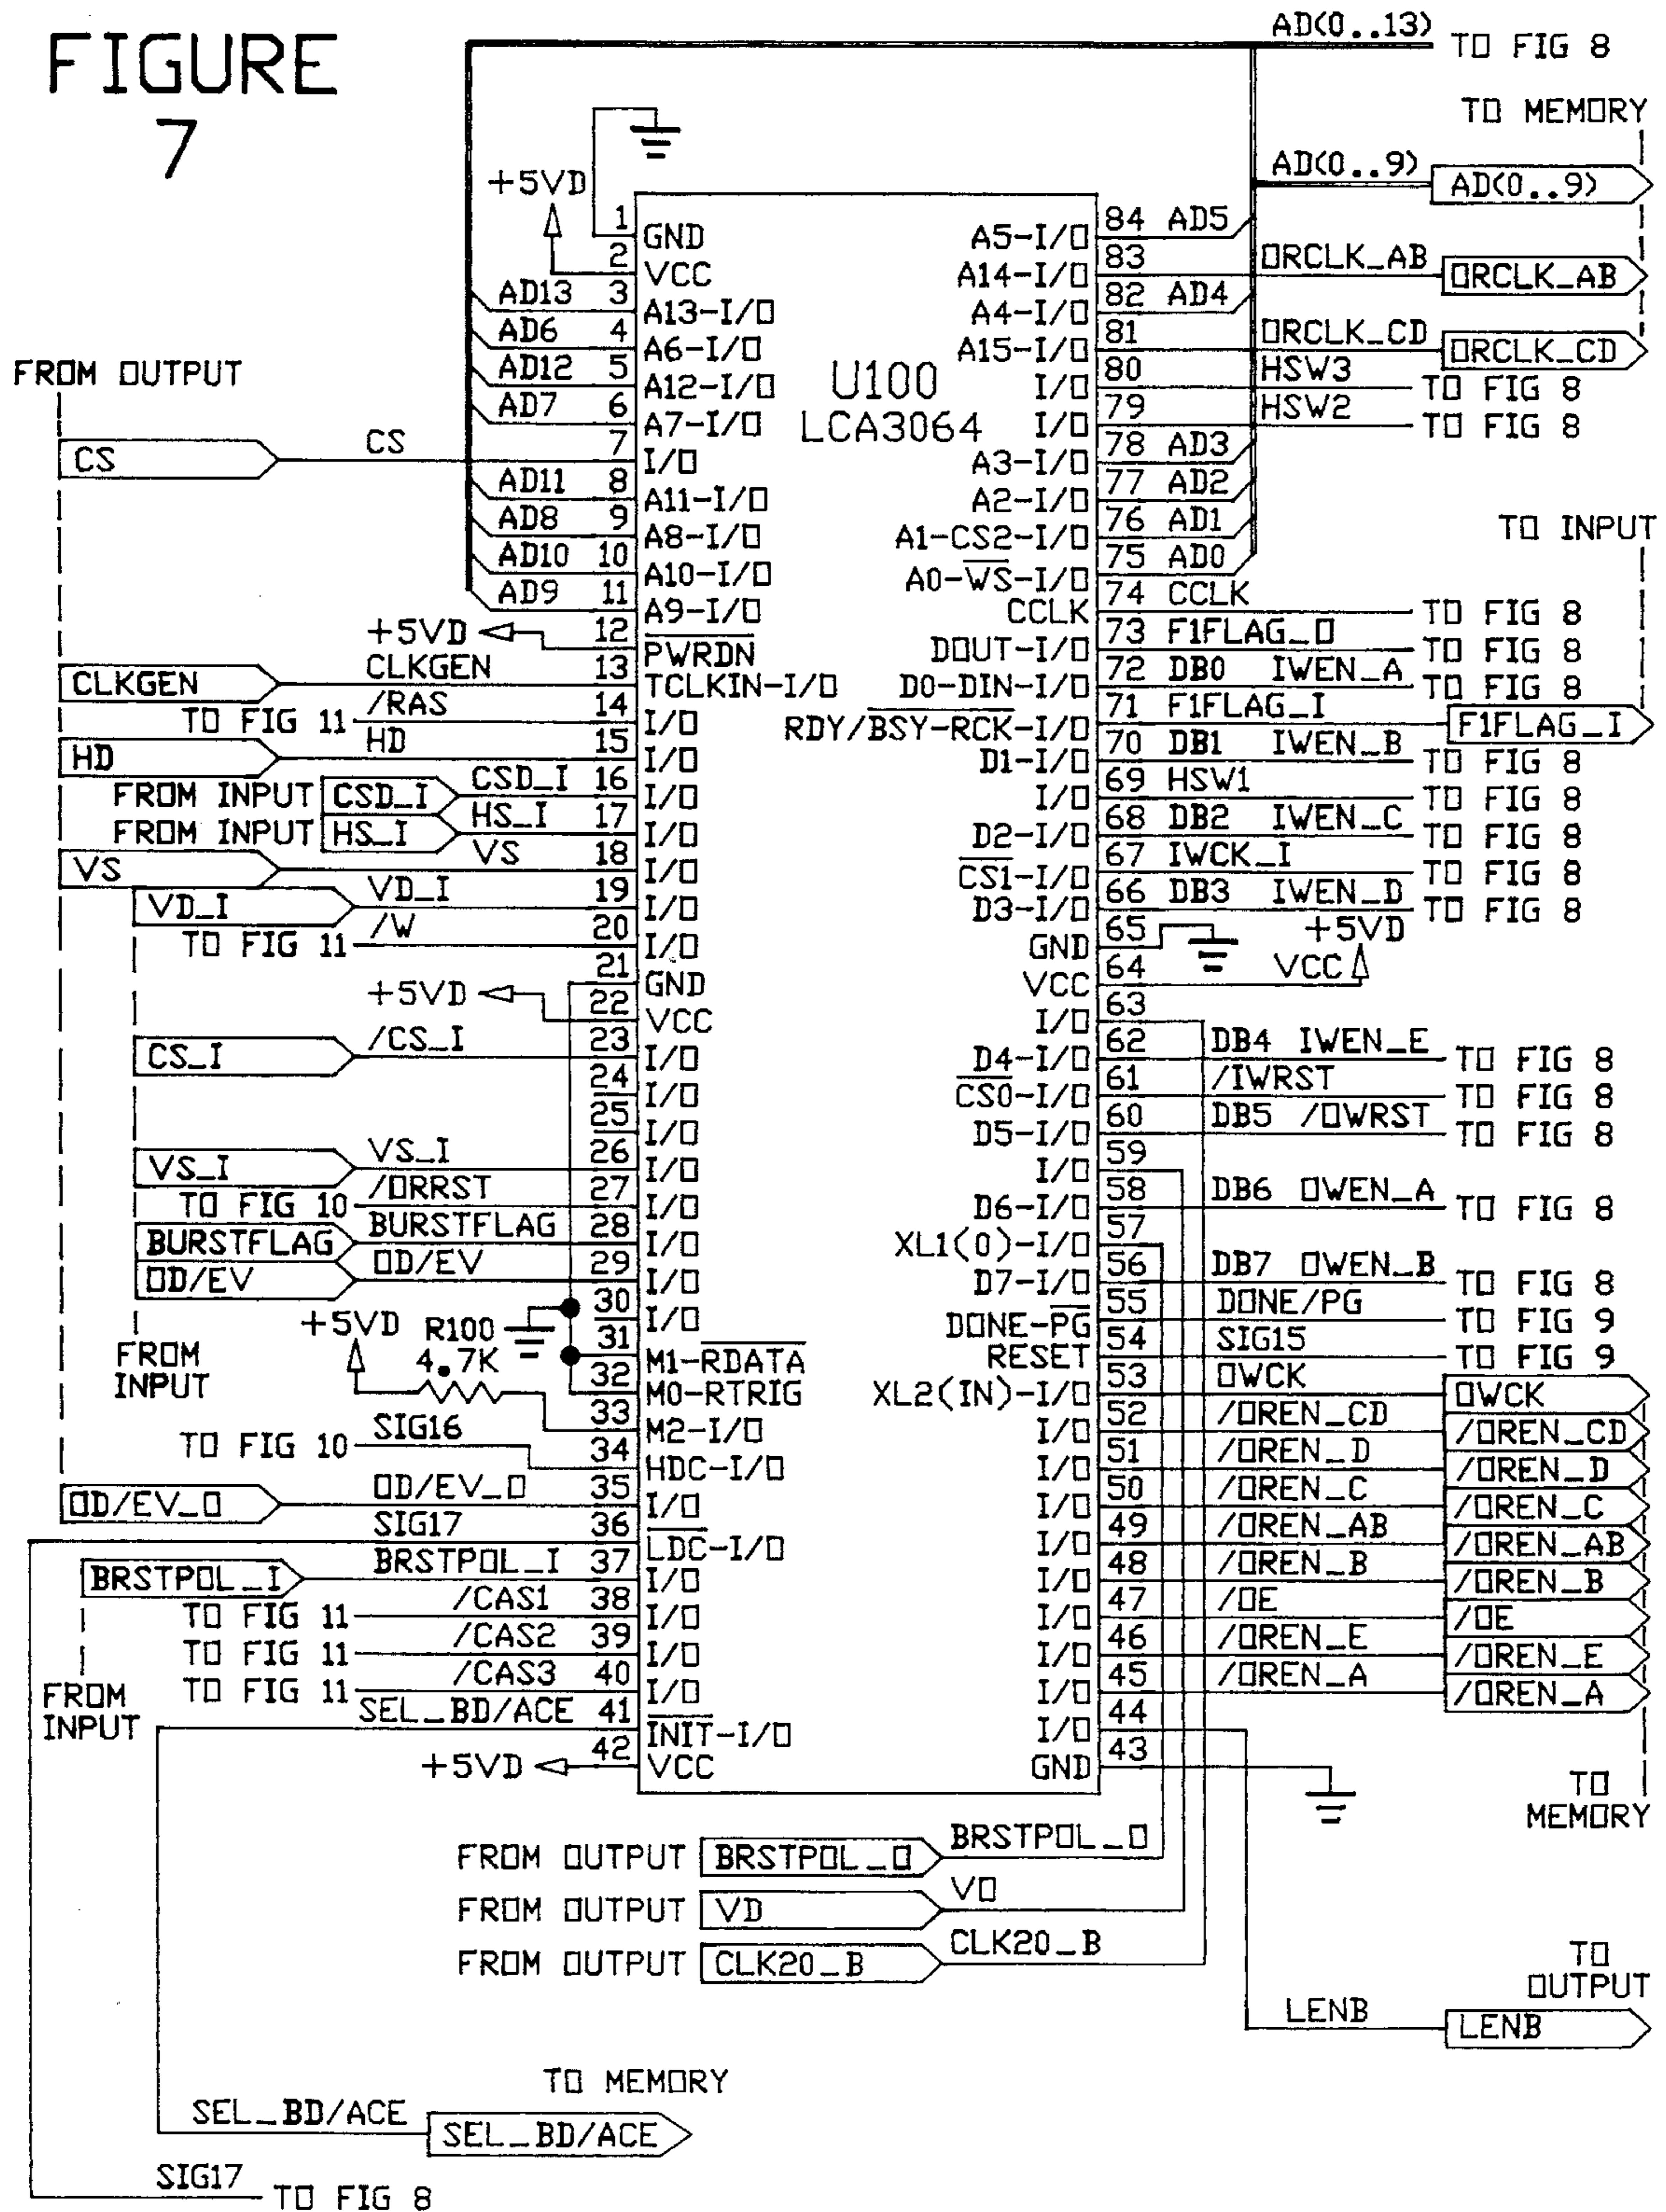 FIGURE
7
AD(0..13) TO FIG 8
TO MEMORY
AD(0..9) AD(0..9)
+5VD
U100
LCA3064
FROM OUTPUT
1 GND
2 VCC
AD13 3 A13-I/O
AD6 4 A6-I/O
AD12 5 A12-I/O
AD7 6 A7-I/O
CS CS 7 I/O
AD11 8 A11-I/O
AD8 9 A8-I/O
AD10 10 A10-I/O
AD9 11 A9-I/O
+5VD 12 PWRDN
CLKGEN CLKGEN 13 TCLKIN-I/O
TO FIG 11 /RAS 14 I/O
HD HD 15 I/O
FROM INPUT CSD_I CSD_I 16 I/O
FROM INPUT HS_I HS_I 17 I/O
VS VS 18 I/O
VD_I VD_I 19 I/O
TO FIG 11 /W 20 I/O
21 GND
+5VD 22 VCC
CS_I /CS_I 23 I/O
24 I/O
25 I/O
VS_I VS_I 26 I/O
TO FIG 10 /ORRST 27 I/O
BURSTFLAG BURSTFLAG 28 I/O
OD/EV OD/EV 29 I/O
30 I/O
FROM
INPUT
+5VD R100
4.7K
31 M1-RDATA
32 M0-RTRIG
33 M2-I/O
TO FIG 10 SIG16 34 HDC-I/O
OD/EV_O OD/EV_O 35 I/O
SIG17 36 LDC-I/O
BRSTPOL_I BRSTPOL_I 37 I/O
TO FIG 11 /CAS1 38 I/O
TO FIG 11 /CAS2 39 I/O
TO FIG 11 /CAS3 40 I/O
FROM
INPUT
SEL_BD/ACE 41 INIT-I/O
+5VD 42 VCC
A5-I/O 84 AD5
A14-I/O 83 ORCLK_AB ORCLK_AB
A4-I/O 82 AD4
A15-I/O 81 ORCLK_CD ORCLK_CD
I/O 80 HSW3 TO FIG 8
I/O 79 HSW2 TO FIG 8
A3-I/O 78 AD3
A2-I/O 77 AD2
A1-CS2-I/O 76 AD1
TO INPUT
A0-WS-I/O 75 AD0
CCLK 74 CCLK TO FIG 8
DOUT-I/O 73 F1FLAG_O TO FIG 8
D0-DIN-I/O 72 DB0 IWEN_A TO FIG 8
RDY/BSY-RCK-I/O 71 F1FLAG_I F1FLAG_I
D1-I/O 70 DB1 IWEN_B TO FIG 8
I/O 69 HSW1 TO FIG 8
D2-I/O 68 DB2 IWEN_C TO FIG 8
CS1-I/O 67 IWCK_I TO FIG 8
D3-I/O 66 DB3 IWEN_D TO FIG 8
GND 65 +5VD
VCC 64 VCC
I/O 63
D4-I/O 62 DB4 IWEN_E TO FIG 8
CS0-I/O 61 /IWRST TO FIG 8
D5-I/O 60 DB5 /OWRST TO FIG 8
I/O 59
D6-I/O 58 DB6 OWEN_A TO FIG 8
XL1(O)-I/O 57
D7-I/O 56 DB7 OWEN_B TO FIG 8
DONE-PG 55 DONE/PG TO FIG 9
RESET 54 SIG15 TO FIG 9
XL2(IN)-I/O 53 OWCK OWCK
I/O 52 /OREN_CD /OREN_CD
I/O 51 /OREN_D /OREN_D
I/O 50 /OREN_C /OREN_C
I/O 49 /OREN_AB /OREN_AB
I/O 48 /OREN_B /OREN_B
I/O 47 /OE /OE
I/O 46 /OREN_E /OREN_E
I/O 45 /OREN_A /OREN_A
I/O 44
GND 43
TO
MEMORY
FROM OUTPUT BRSTPOL_O BRSTPOL_O
FROM OUTPUT VD VO
FROM OUTPUT CLK20_B CLK20_B
TO
OUTPUT
LENB LENB
TO MEMORY
SEL_BD/ACE SEL_BD/ACE
SIG17 TO FIG 8